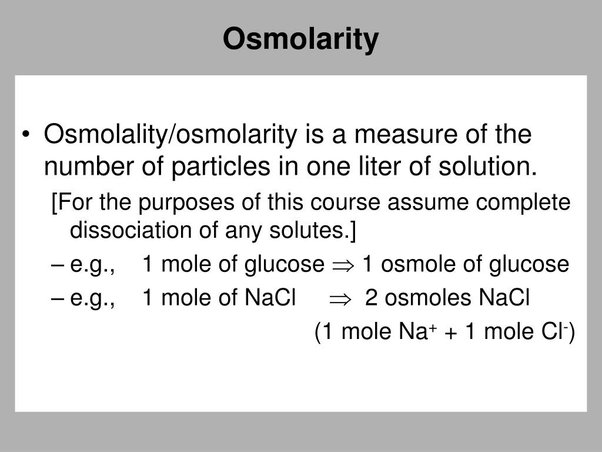 Osmolarity
• Osmolality/osmolarity is a measure of the
number of particles in one liter of solution.
[For the purposes of this course assume complete
dissociation of any solutes.]
– e.g., 1 mole of glucose ⇒ 1 osmole of glucose
– e.g., 1 mole of NaCl ⇒ 2 osmoles NaCl
(1 mole Na⁺ + 1 mole Cl⁻)